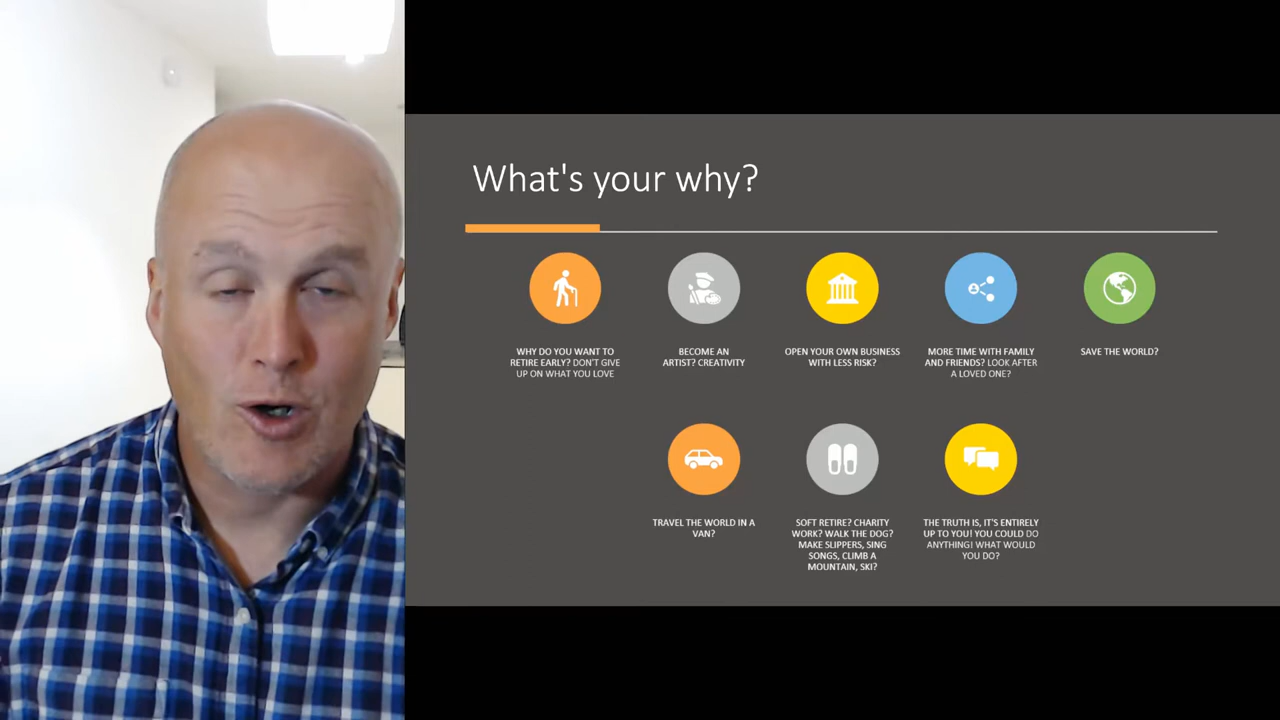 What's your why?
WHY DO YOU WANT TO
RETIRE EARLY? DON'T GIVE
UP ON WHAT YOU LOVE
BECOME AN
ARTIST? CREATIVITY
OPEN YOUR OWN BUSINESS
WITH LESS RISK?
MORE TIME WITH FAMILY
AND FRIENDS? LOOK AFTER
A LOVED ONE?
SAVE THE WORLD?
TRAVEL THE WORLD IN A
VAN?
SOFT RETIRE? CHARITY
WORK? WALK THE DOG?
MAKE SLIPPERS, SING
SONGS, CLIMB A
MOUNTAIN, SKI?
THE TRUTH IS, IT'S ENTIRELY
UP TO YOU! YOU COULD DO
ANYTHING! WHAT WOULD
YOU DO?